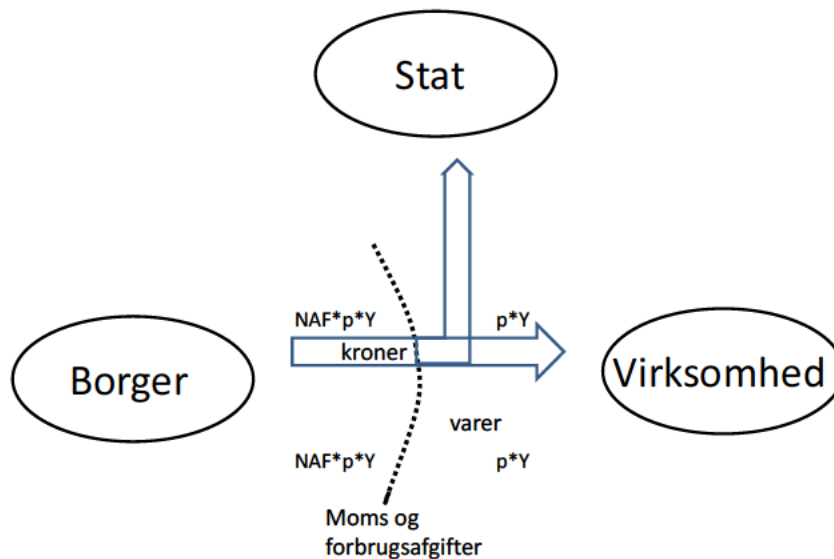 Stat
NAF*p*Y
p*Y
kroner
Borger
Virksomhed
varer
NAF*p*Y
p*Y
Moms og
forbrugsafgifter